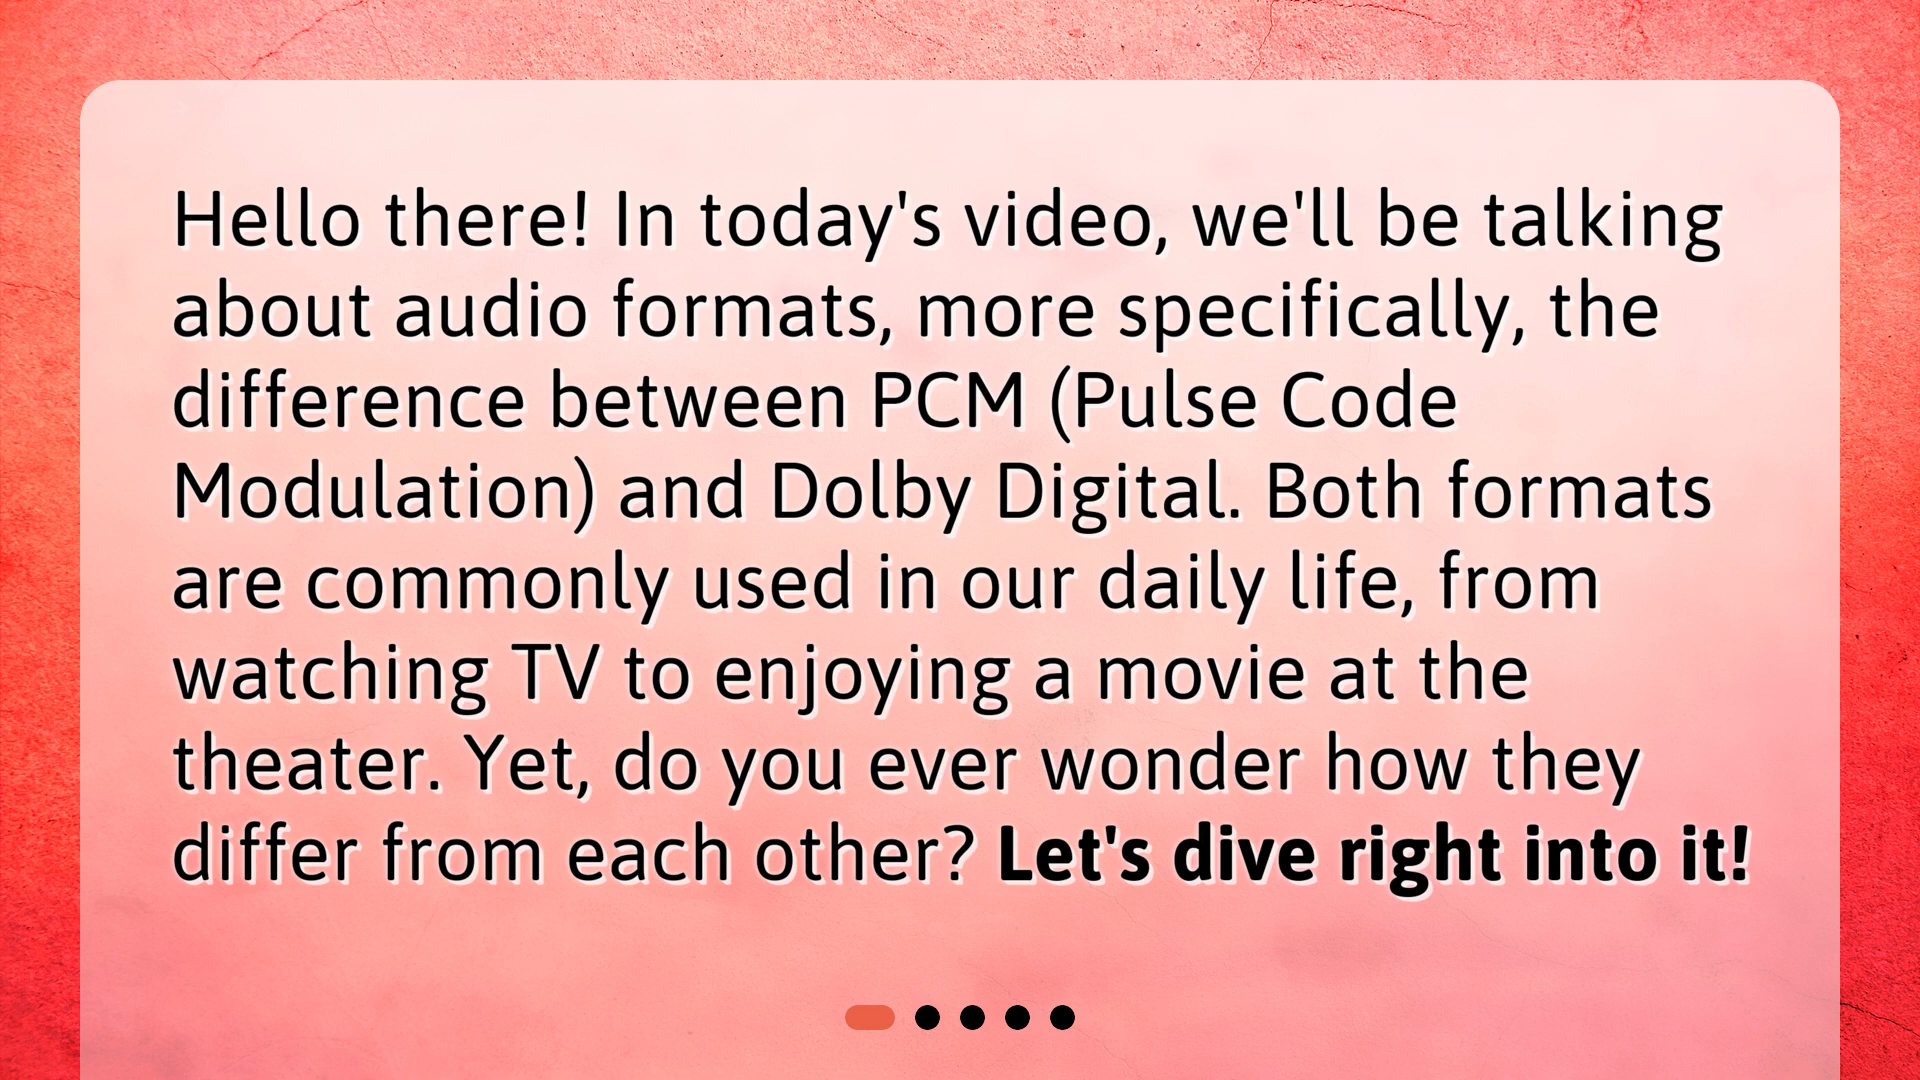 Hello there! In today's video, we'll be talking
about audio formats, more specifically, the
difference between PCM (Pulse Code
Modulation) and Dolby Digital. Both formats
are commonly used in our daily life, from
watching TV to enjoying a movie at the
theater. Yet, do you ever wonder how they
differ from each other? Let's dive right into it!